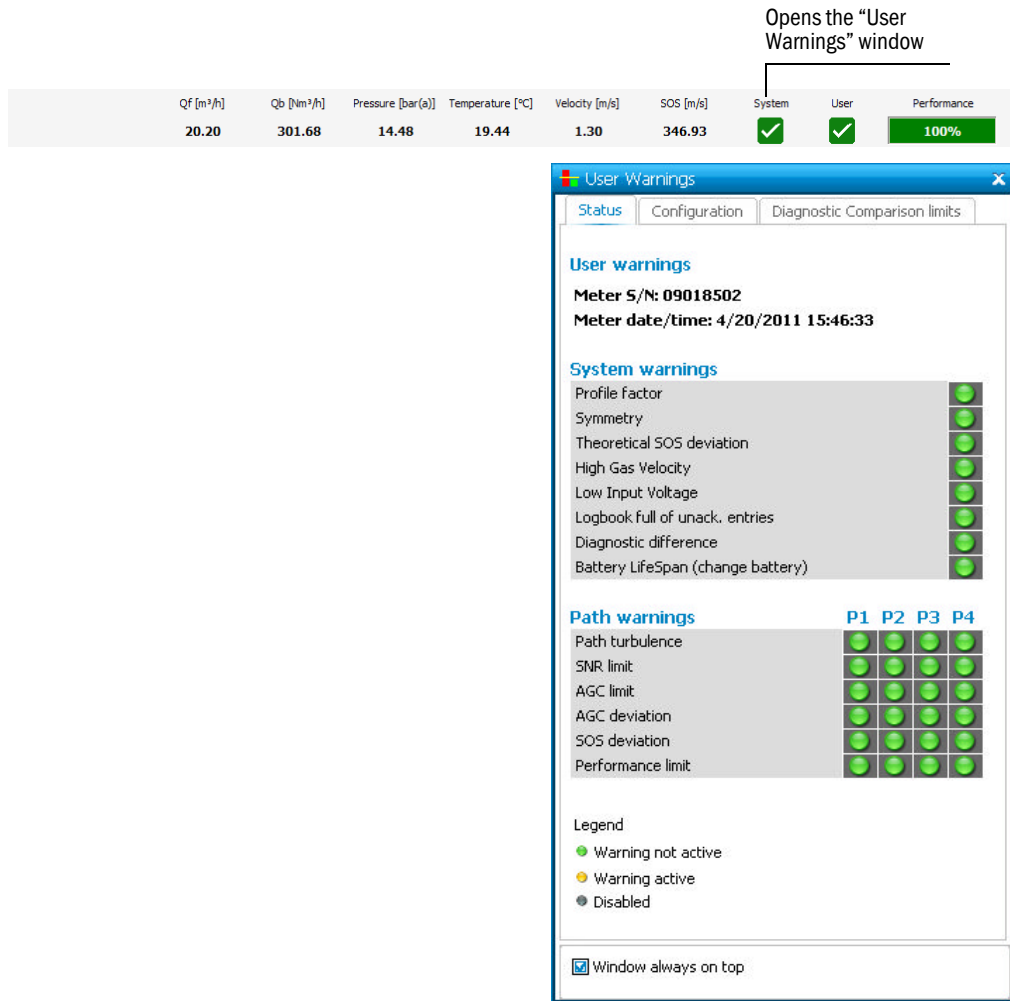 Opens the “User
Warnings” window
Qf [m³/h] Qb [Nm³/h] Pressure [bar(a)] Temperature [°C] Velocity [m/s] SOS [m/s] System User Performance
20.20 301.68 14.48 19.44 1.30 346.93 100%
User Warnings
Status Configuration Diagnostic Comparison limits
User warnings
Meter S/N: 09018502
Meter date/time: 4/20/2011 15:46:33
System warnings
Profile factor
Symmetry
Theoretical SOS deviation
High Gas Velocity
Low Input Voltage
Logbook full of unack. entries
Diagnostic difference
Battery LifeSpan (change battery)
Path warnings P1 P2 P3 P4
Path turbulence
SNR limit
AGC limit
AGC deviation
SOS deviation
Performance limit
Legend
Warning not active
Warning active
Disabled
Window always on top